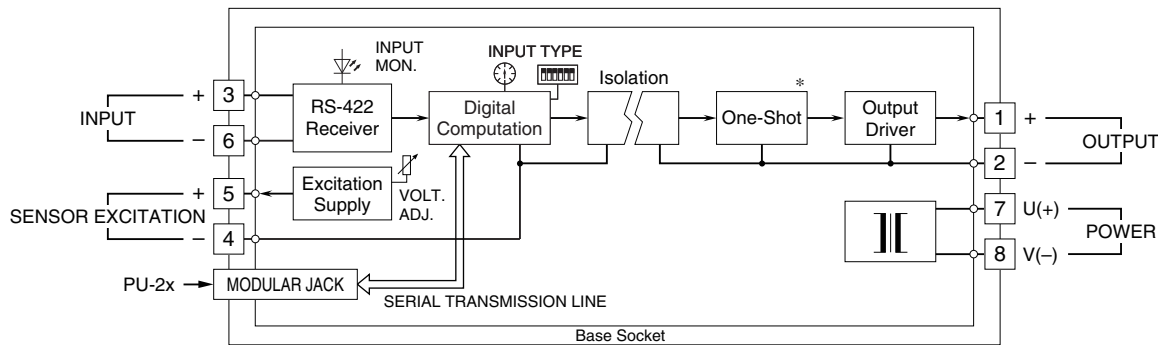 INPUT
MON.
INPUT TYPE
Isolation
*
+
3
RS-422
Receiver
Digital
Computation
One-Shot
Output
Driver
1
+
INPUT
OUTPUT
–
6
2
–
+
5
Excitation
Supply
VOLT.
ADJ.
7
U(+)
SENSOR EXCITATION
POWER
–
4
8
V(–)
PU-2x
MODULAR JACK
SERIAL TRANSMISSION LINE
Base Socket